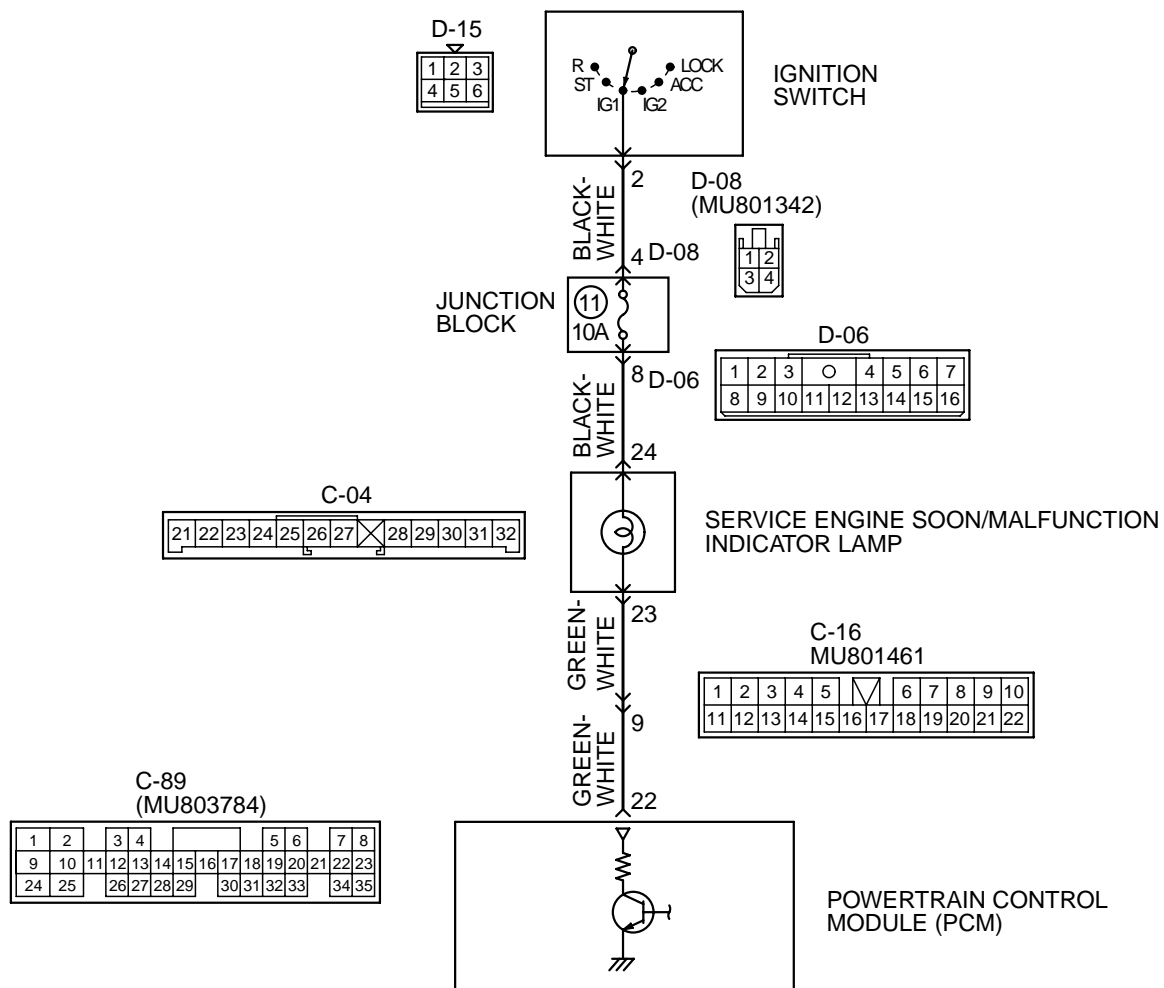 D-15
1 2 3
4 5 6
R
ST
IG1
IG2
ACC
LOCK
IGNITION
SWITCH
2
BLACK-
WHITE
D-08
(MU801342)
1 2
3 4
4 D-08
JUNCTION
BLOCK
11
10A
8 D-06
D-06
1 2 3 4 5 6 7
8 9 10 11 12 13 14 15 16
BLACK-
WHITE
24
C-04
21 22 23 24 25 26 27 28 29 30 31 32
SERVICE ENGINE SOON/MALFUNCTION
INDICATOR LAMP
23
GREEN-
WHITE
C-16
MU801461
1 2 3 4 5 6 7 8 9 10
11 12 13 14 15 16 17 18 19 20 21 22
9
GREEN-
WHITE
22
C-89
(MU803784)
1 2 3 4 5 6 7 8
9 10 11 12 13 14 15 16 17 18 19 20 21 22 23
24 25 26 27 28 29 30 31 32 33 34 35
POWERTRAIN CONTROL
MODULE (PCM)